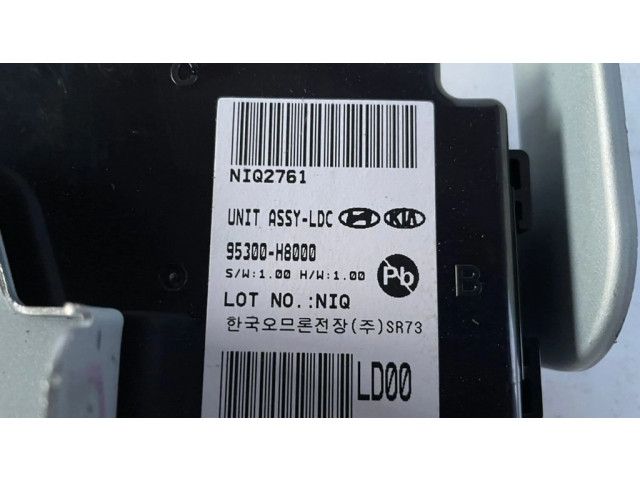 C
NIQ2761
UNIT ASSY-LDC KIA
95300-H8000
S/W:1.00 H/W:1.00 Pb
B
LOT NO.:NIQ
한국오므론전장(주)SR73
LD00